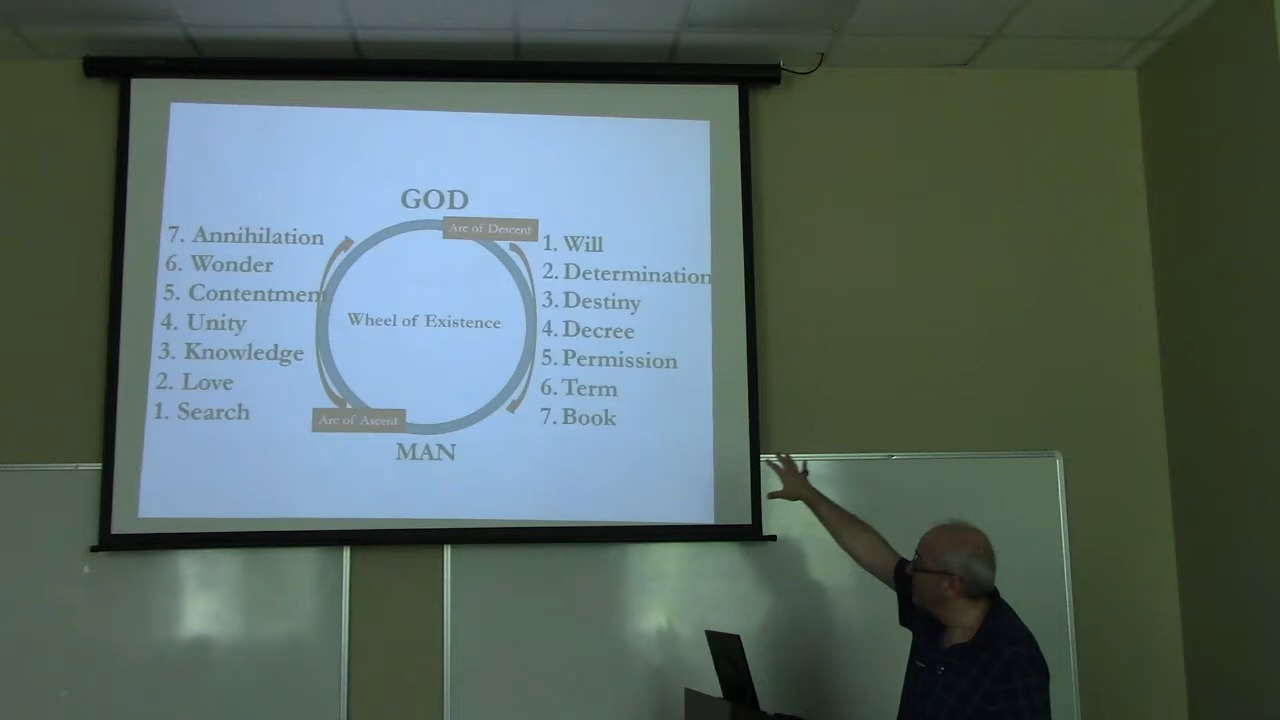 GOD
Arc of Descent
7. Annihilation
6. Wonder
5. Contentment
4. Unity
3. Knowledge
2. Love
1. Search
Wheel of Existence
1. Will
2. Determination
3. Destiny
4. Decree
5. Permission
6. Term
7. Book
Arc of Ascent
MAN